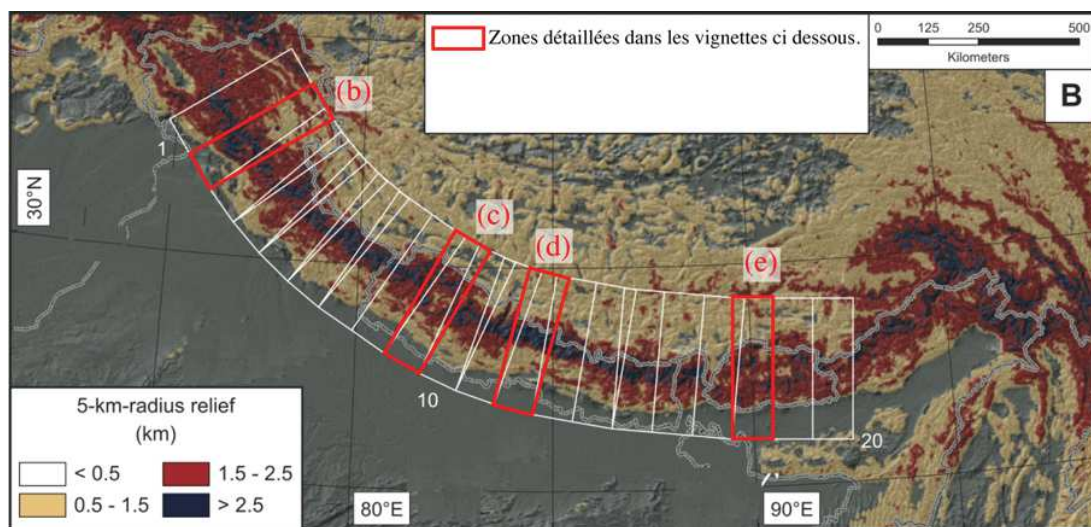 Zones détaillées dans les vignettes ci dessous.
0 125 250 500
Kilometers
B
(b)
1
30°N
(c)
(d)
(e)
10
20
5-km-radius relief
(km)
< 0.5
1.5 - 2.5
0.5 - 1.5
> 2.5
80°E
90°E